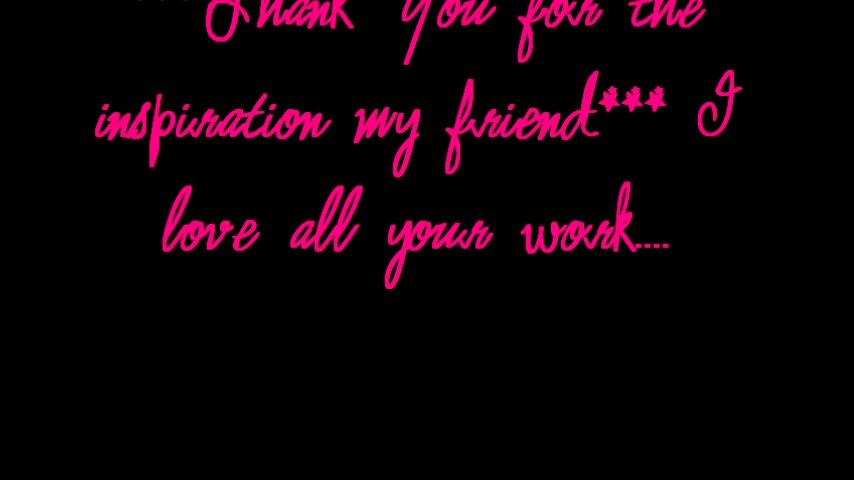 Thank You for the
inspiration my friend*** I
love all your work....